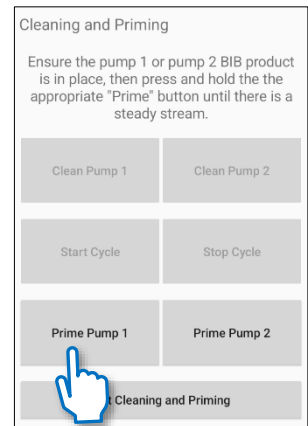 Cleaning and Priming
Ensure the pump 1 or pump 2 BIB product
is in place, then press and hold the the
appropriate "Prime" button until there is a
steady stream.
Clean Pump 1 Clean Pump 2
Start Cycle Stop Cycle
Prime Pump 1 Prime Pump 2
Cleaning and Priming